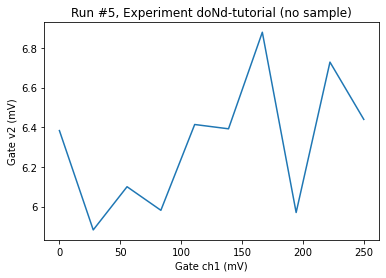 Run #5, Experiment doNd-tutorial (no sample)
Gate v2 (mV)
6.8
6.6
6.4
6.2
6
0 50 100 150 200 250
Gate ch1 (mV)